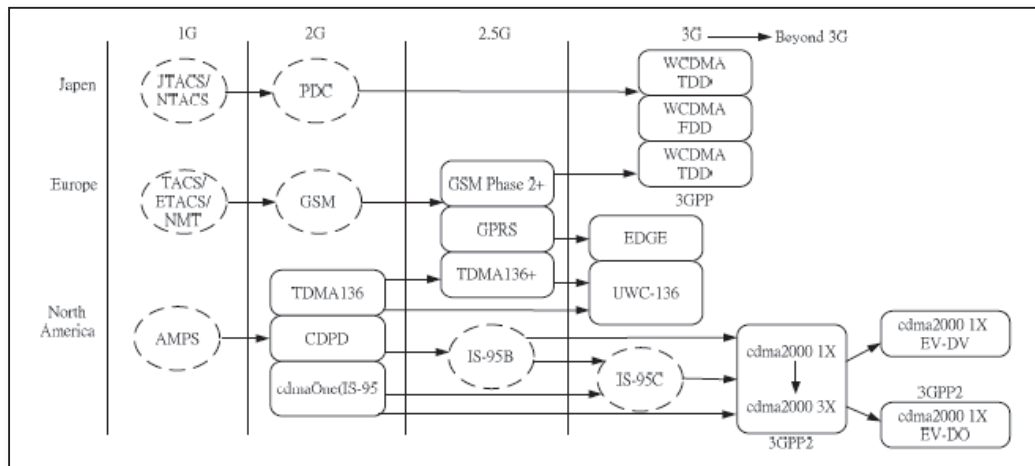 1G
2G
2.5G
3G
Beyond 3G
Japen
JTACS/
NTACS
PDC
WCDMA
TDD
WCDMA
FDD
WCDMA
TDD
3GPP
Europe
TACS/
ETACS/
NMT
GSM
GSM Phase 2+
GPRS
EDGE
TDMA136+
UWC-136
North
America
AMPS
TDMA136
CDPD
cdmaOne(IS-95
IS-95B
IS-95C
cdma2000 1X
cdma2000 3X
3GPP2
cdma2000 1X
EV-DV
3GPP2
cdma2000 1X
EV-DO